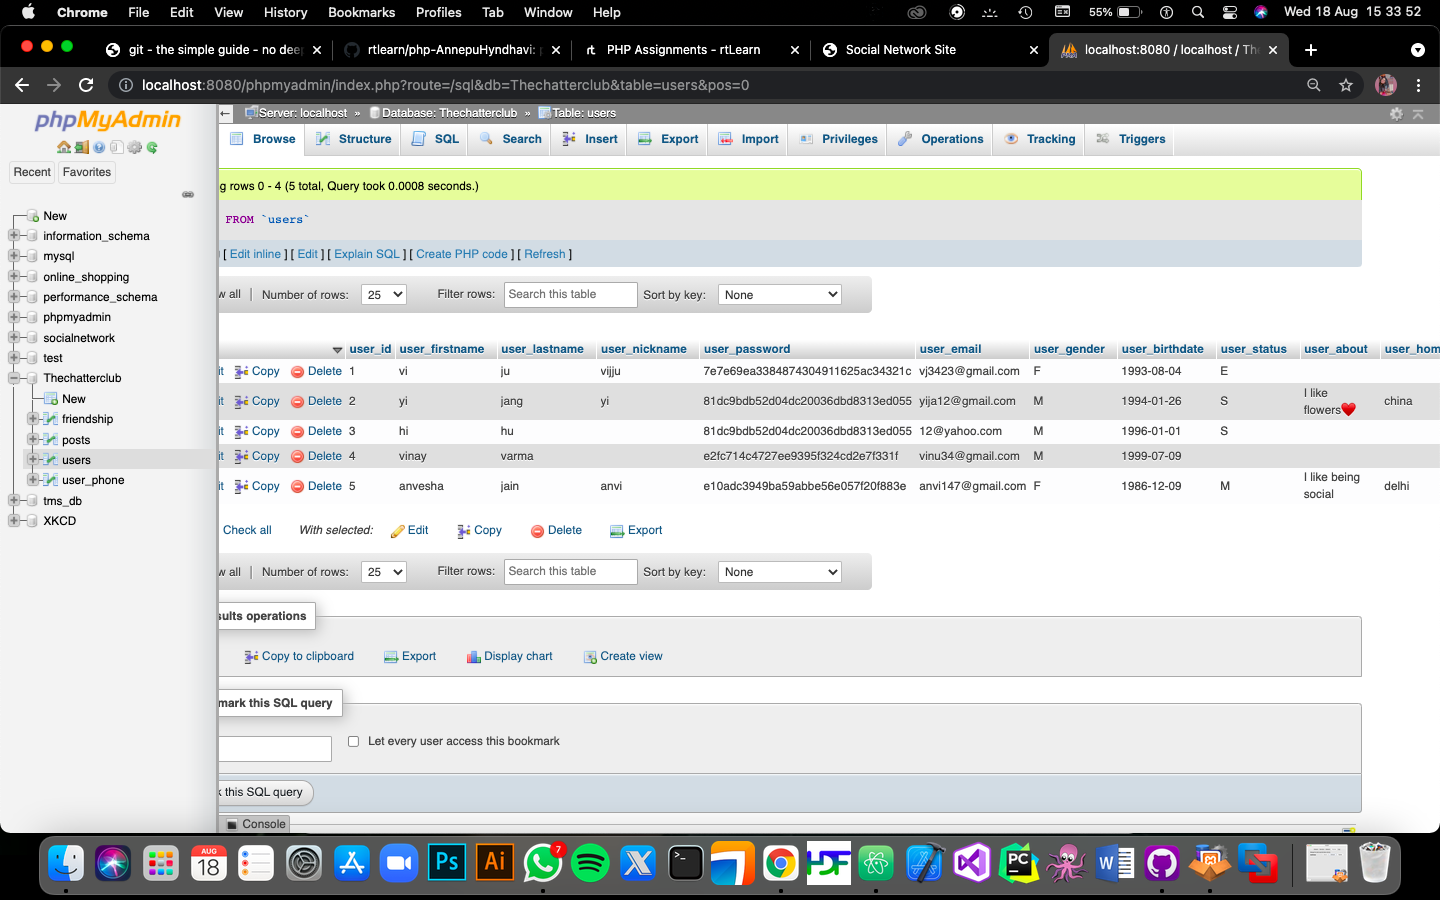 Chrome File Edit View History Bookmarks Profiles Tab Window Help 55% Wed 18 Aug 15 33 52
git - the simple guide - no deep rtlearn/php-AnnepuHyndhavi: p rt PHP Assignments - rtLearn Social Network Site localhost:8080 / localhost / The
localhost:8080/phpmyadmin/index.php?route=/sql&db=Thechatterclub&table=users&pos=0
phpMyAdmin
Recent Favorites
New
information_schema
mysql
online_shopping
performance_schema
phpmyadmin
socialnetwork
test
Thechatterclub
New
friendship
posts
users
user_phone
tms_db
XKCD
Server: localhost » Database: Thechatterclub » Table: users
Browse Structure SQL Search Insert Export Import Privileges Operations Tracking Triggers
g rows 0 - 4 (5 total, Query took 0.0008 seconds.)
FROM `users`
[ Edit inline ] [ Edit ] [ Explain SQL ] [ Create PHP code ] [ Refresh ]
w all | Number of rows: 25 Filter rows: Search this table Sort by key: None
user_id user_firstname user_lastname user_nickname user_password user_email user_gender user_birthdate user_status user_about user_hom
it Copy Delete 1 vi ju vijju 7e7e69ea3384874304911625ac34321c vj3423@gmail.com F 1993-08-04 E
it Copy Delete 2 yi jang yi 81dc9bdb52d04dc20036dbd8313ed055 yija12@gmail.com M 1994-01-26 S I like flowers❤️ china
it Copy Delete 3 hi hu 81dc9bdb52d04dc20036dbd8313ed055 12@yahoo.com M 1996-01-01 S
it Copy Delete 4 vinay varma e2fc714c4727ee9395f324cd2e7f331f vinu34@gmail.com M 1999-07-09
it Copy Delete 5 anvesha jain anvi e10adc3949ba59abbe56e057f20f883e anvi147@gmail.com F 1986-12-09 M I like being social delhi
Check all With selected: Edit Copy Delete Export
w all | Number of rows: 25 Filter rows: Search this table Sort by key: None
sults operations
Copy to clipboard Export Display chart Create view
mark this SQL query
Let every user access this bookmark
k this SQL query
Console
AUG
18
Ps Ai 7 PC W